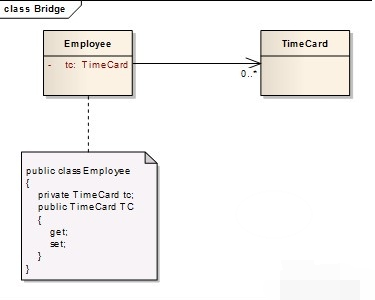 class Bridge
Employee
- tc: TimeCard
TimeCard
0..*
public class Employee
{
private TimeCard tc;
public TimeCard TC
{
get;
set;
}
}